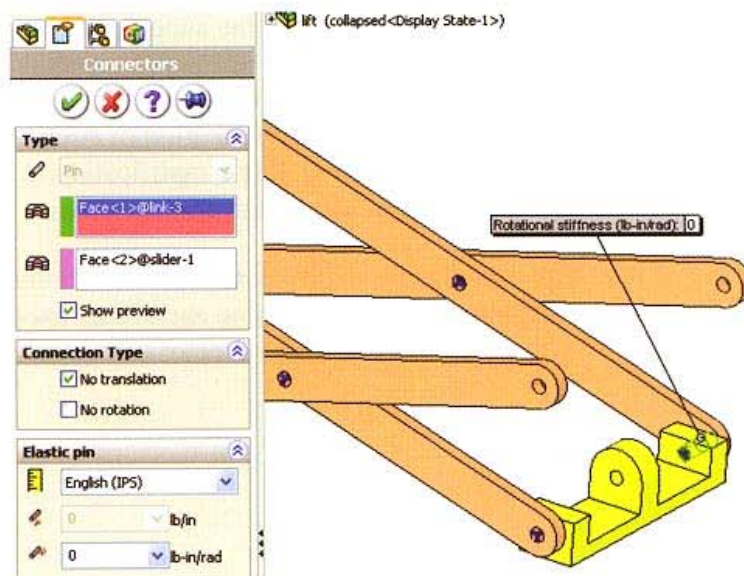 lift (collapsed<Display State-1>)
Connectors
Type
Pin
Face<1>@link-3
Face<2>@slider-1
Show preview
Connection Type
No translation
No rotation
Elastic pin
English (IPS)
0 lb/in
0 lb-in/rad
Rotational stiffness (lb-in/rad): 0